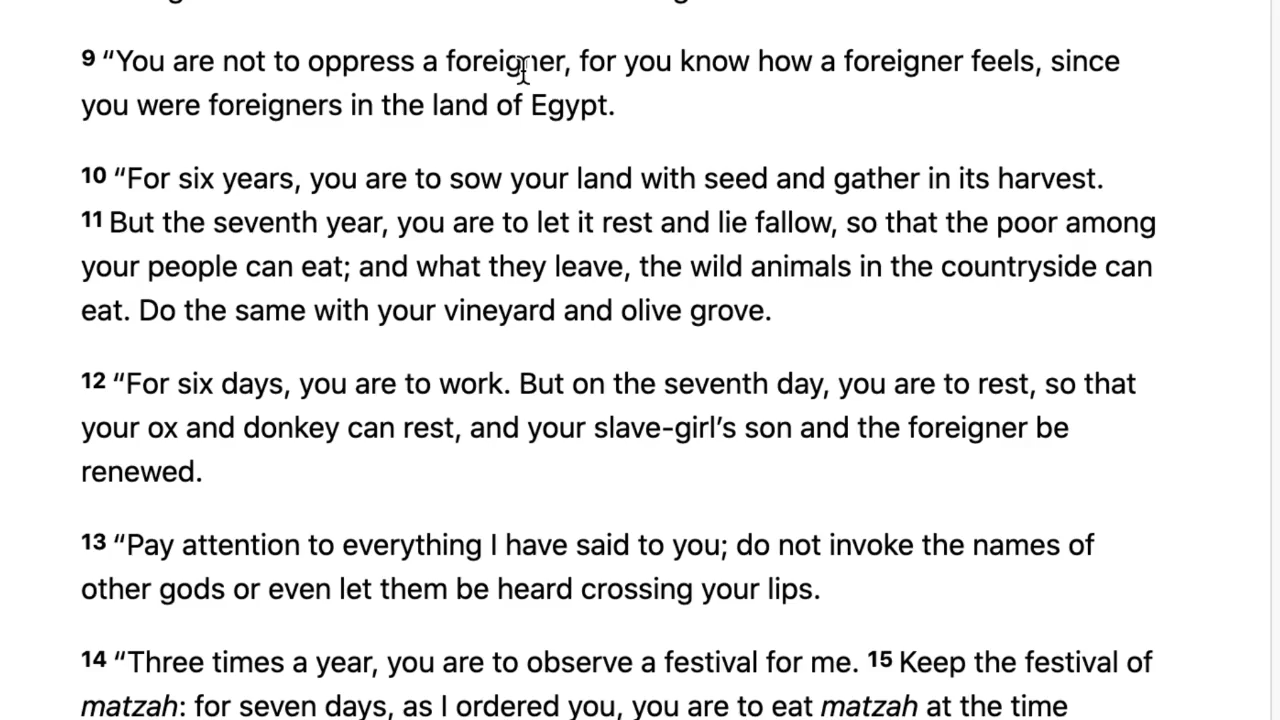 9 “You are not to oppress a foreigner, for you know how a foreigner feels, since
you were foreigners in the land of Egypt.
10 “For six years, you are to sow your land with seed and gather in its harvest.
11 But the seventh year, you are to let it rest and lie fallow, so that the poor among
your people can eat; and what they leave, the wild animals in the countryside can
eat. Do the same with your vineyard and olive grove.
12 “For six days, you are to work. But on the seventh day, you are to rest, so that
your ox and donkey can rest, and your slave-girl’s son and the foreigner be
renewed.
13 “Pay attention to everything I have said to you; do not invoke the names of
other gods or even let them be heard crossing your lips.
14 “Three times a year, you are to observe a festival for me. 15 Keep the festival of
matzah: for seven days, as I ordered you, you are to eat matzah at the time